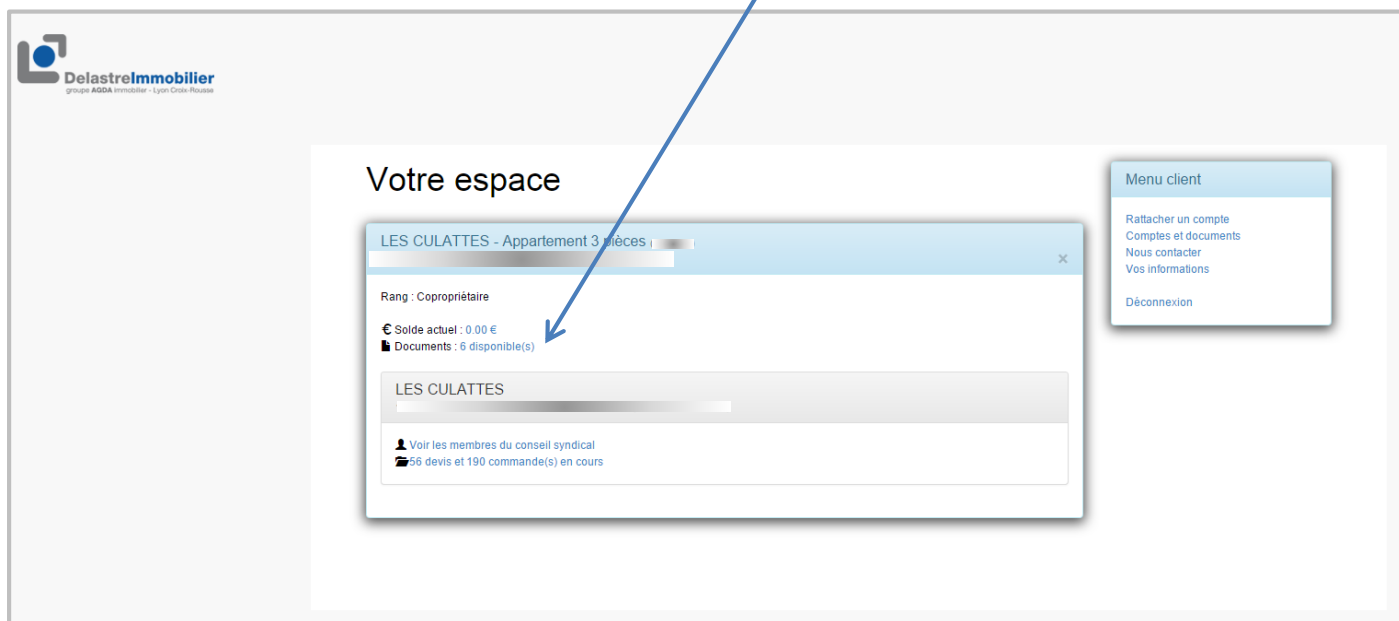 DelastreImmobilier
groupe AGDA immobilier - Lyon Croix-Rousse
Votre espace
LES CULATTES - Appartement 3 pièces
×
Rang : Copropriétaire
€ Solde actuel : 0.00 €
Documents : 6 disponible(s)
LES CULATTES
Voir les membres du conseil syndical
56 devis et 190 commande(s) en cours
Menu client
Rattacher un compte
Comptes et documents
Nous contacter
Vos informations
Déconnexion